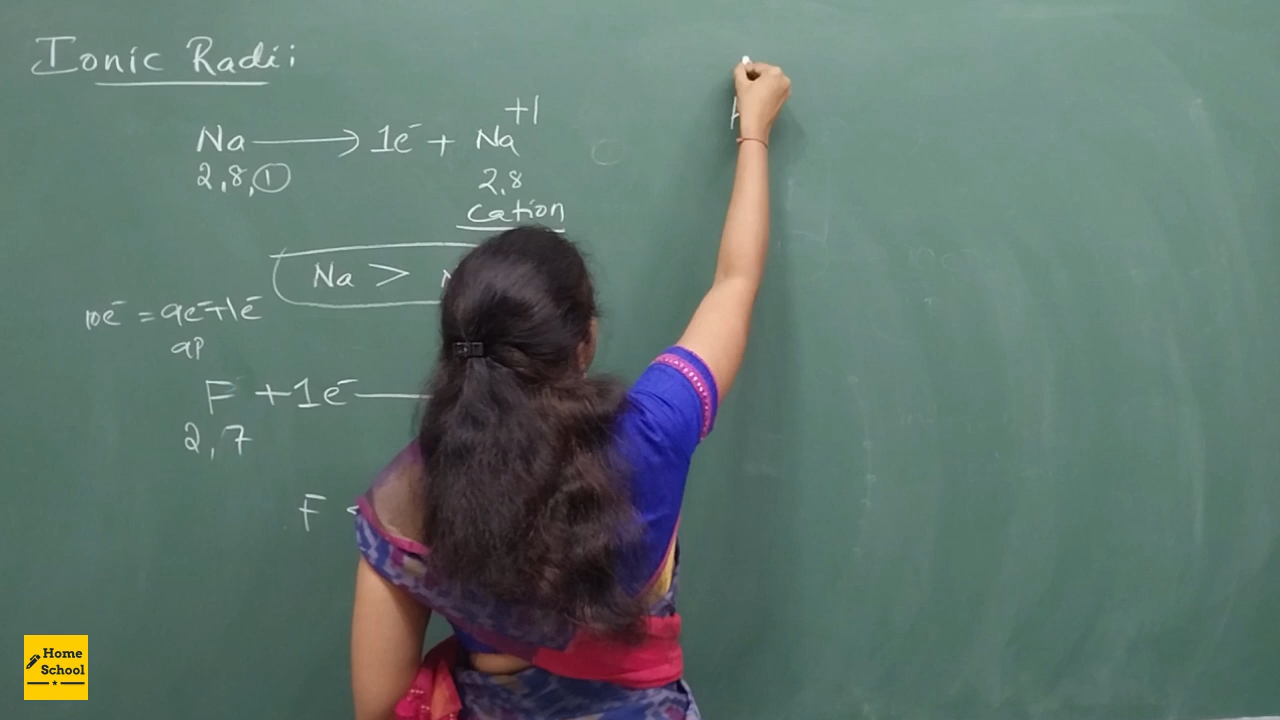 Ionic Radii
Na ⟶ 1e⁻ + Na⁺¹
2,8,① 2,8
cation
Na >
10e⁻ = 9e⁻+1e⁻
9P
F +1e⁻ —
2,7
F <
Home
School